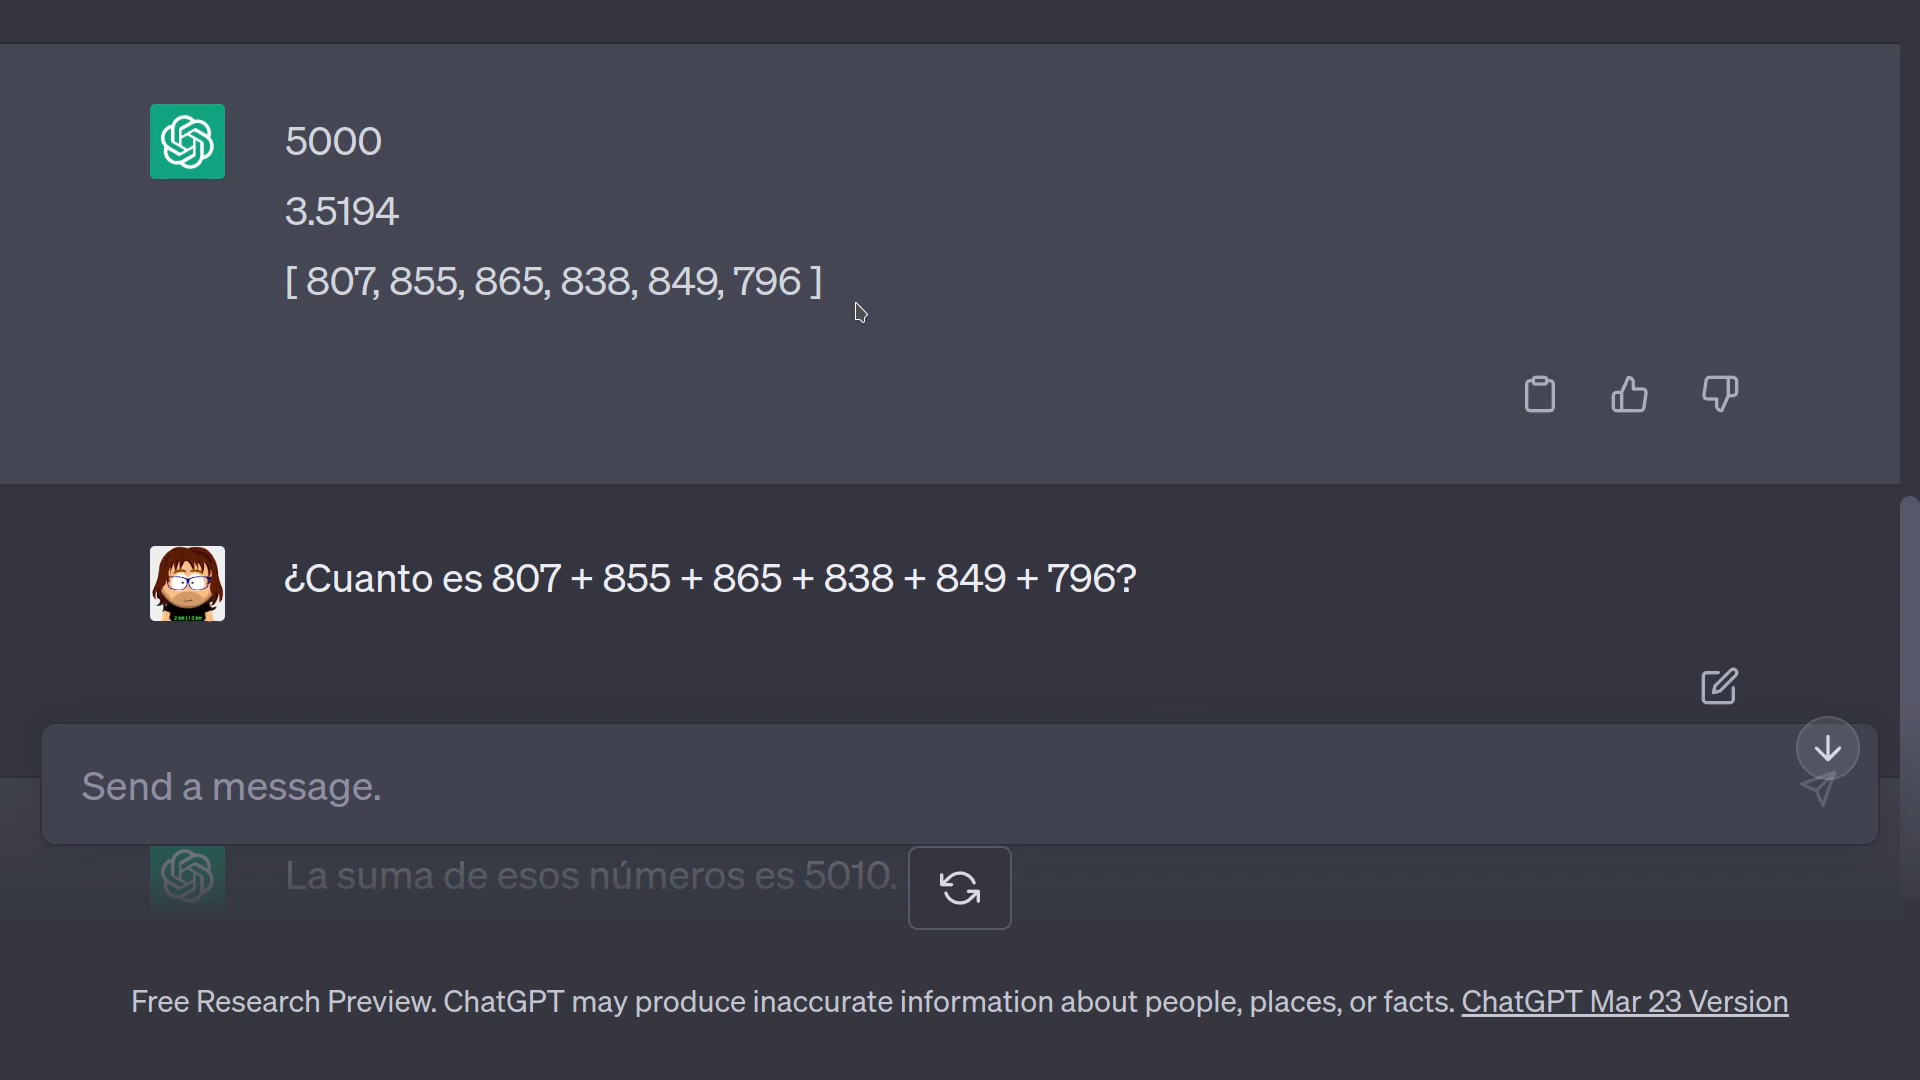 5000
3.5194
[ 807, 855, 865, 838, 849, 796 ]
¿Cuanto es 807 + 855 + 865 + 838 + 849 + 796?
Send a message.
La suma de esos números es 5010.
Free Research Preview. ChatGPT may produce inaccurate information about people, places, or facts. ChatGPT Mar 23 Version